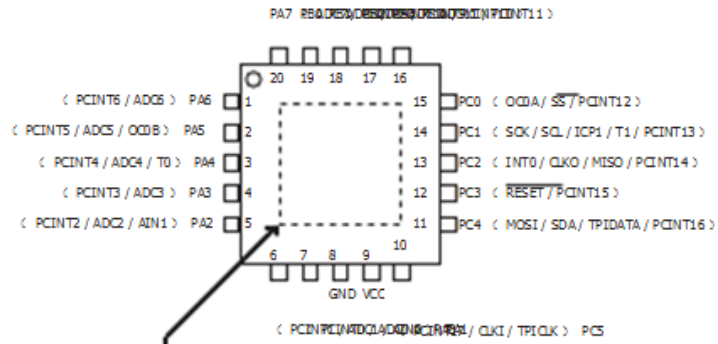 PA7
20 19 18 17 16
( PCINT6 / ADC6 ) PA6 1 15 PC0 ( OC0A / SS / PCINT12 )
( PCINT5 / ADC5 / OC0B ) PA5 2 14 PC1 ( SCK / SCL / ICP1 / T1 / PCINT13 )
( PCINT4 / ADC4 / T0 ) PA4 3 13 PC2 ( INT0 / CLKO / MISO / PCINT14 )
( PCINT3 / ADC3 ) PA3 4 12 PC3 ( RESET / PCINT15 )
( PCINT2 / ADC2 / AIN1 ) PA2 5 11 PC4 ( MOSI / SDA / TPIDATA / PCINT16 )
6 7 8 9 10
GND VCC
/ CLKI / TPICLK ) PC5